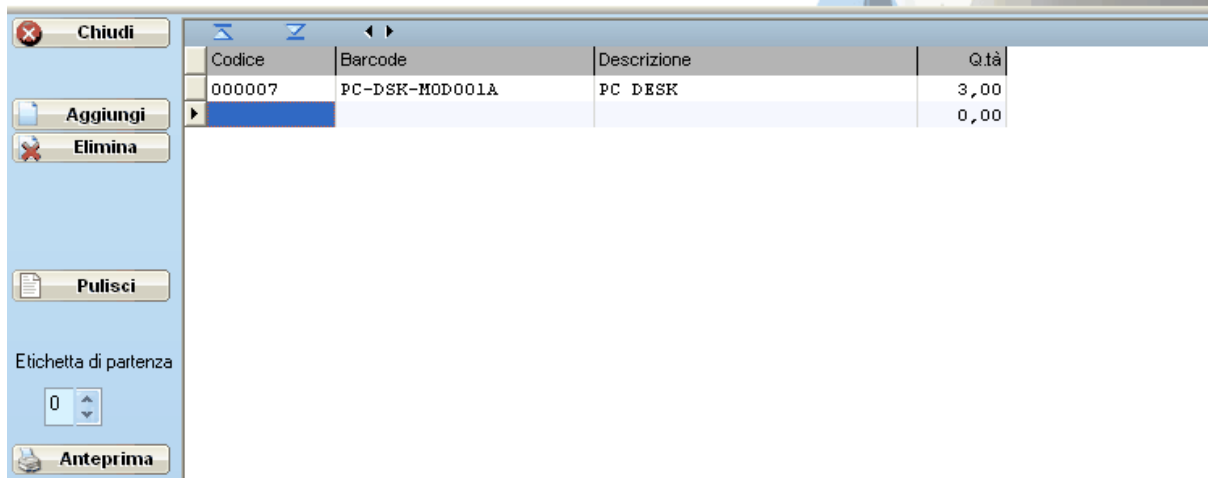 Chiudi
Codice Barcode Descrizione Q.tà
000007 PC-DSK-MOD001A PC DESK 3,00
Aggiungi
0,00
Elimina
Pulisci
Etichetta di partenza
0
Anteprima